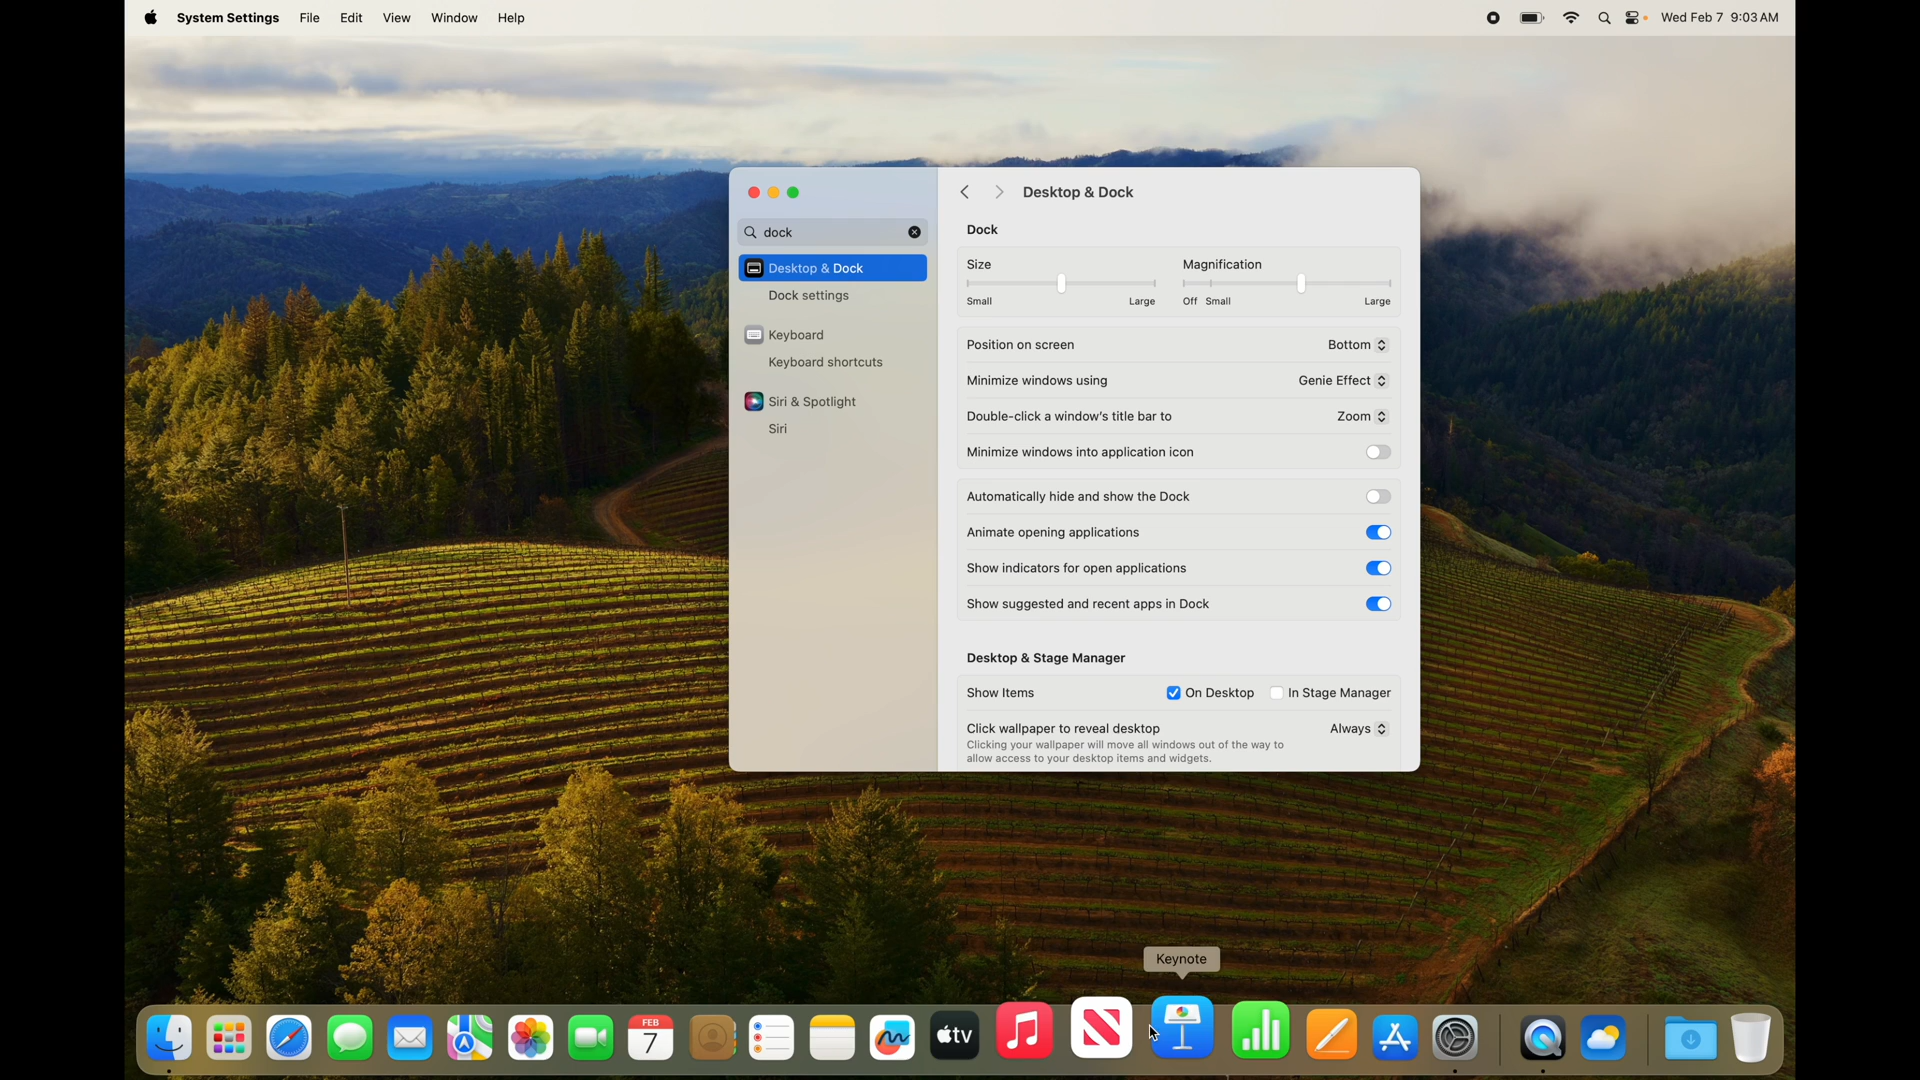 System Settings File Edit View Window Help Wed Feb 7 9:03 AM
Desktop & Dock
dock
Desktop & Dock
Dock settings
Keyboard
Keyboard shortcuts
Siri & Spotlight
Siri
Dock
Size Magnification
Small Large Off Small Large
Position on screen Bottom
Minimize windows using Genie Effect
Double-click a window's title bar to Zoom
Minimize windows into application icon
Automatically hide and show the Dock
Animate opening applications
Show indicators for open applications
Show suggested and recent apps in Dock
Desktop & Stage Manager
Show Items On Desktop In Stage Manager
Click wallpaper to reveal desktop Always
Clicking your wallpaper will move all windows out of the way to
allow access to your desktop items and widgets.
Keynote
FEB
7
tv